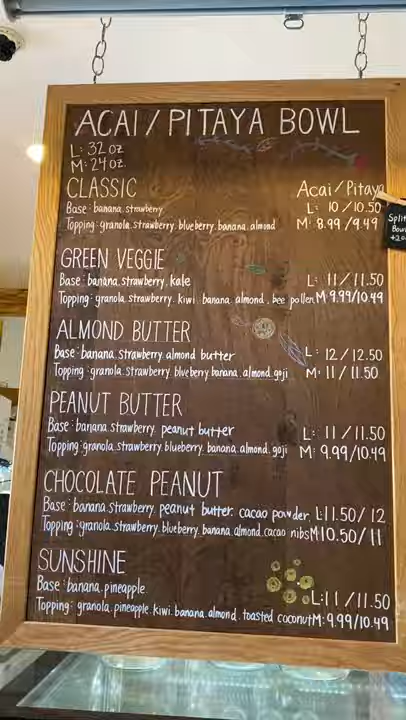 ACAI / PITAYA BOWL
L: 32 oz
M: 24 oz.
CLASSIC Acai / Pitaya
Base: banana. strawberry L: 10 / 10.50
Topping: granola. strawberry. blueberry. banana. almond M: 8.99 / 9.49
Split
Bowl
GREEN VEGGIE
Base: banana. strawberry, kale L: 11 / 11.50
Topping: granola. strawberry. kiwi. banana. almond. bee pollen M: 9.99/10.49
ALMOND BUTTER
Base: banana. strawberry. almond butter L: 12 / 12.50
Topping: granola. strawberry. blueberry. banana. almond. goji M: 11 / 11.50
PEANUT BUTTER
Base: banana. strawberry. peanut butter L: 11 / 11.50
Topping: granola. strawberry. blueberry. banana. almond. goji M: 9.99/10.49
CHOCOLATE PEANUT
Base: banana. strawberry. peanut butter. cacao powder. L: 11.50 / 12
Topping: granola. strawberry. blueberry. banana. almond. cacao nibs M: 10.50 / 11
SUNSHINE
Base: banana. pineapple L: 11 / 11.50
Topping: granola. pineapple. kiwi. banana. almond. toasted coconut M: 9.99/10.49